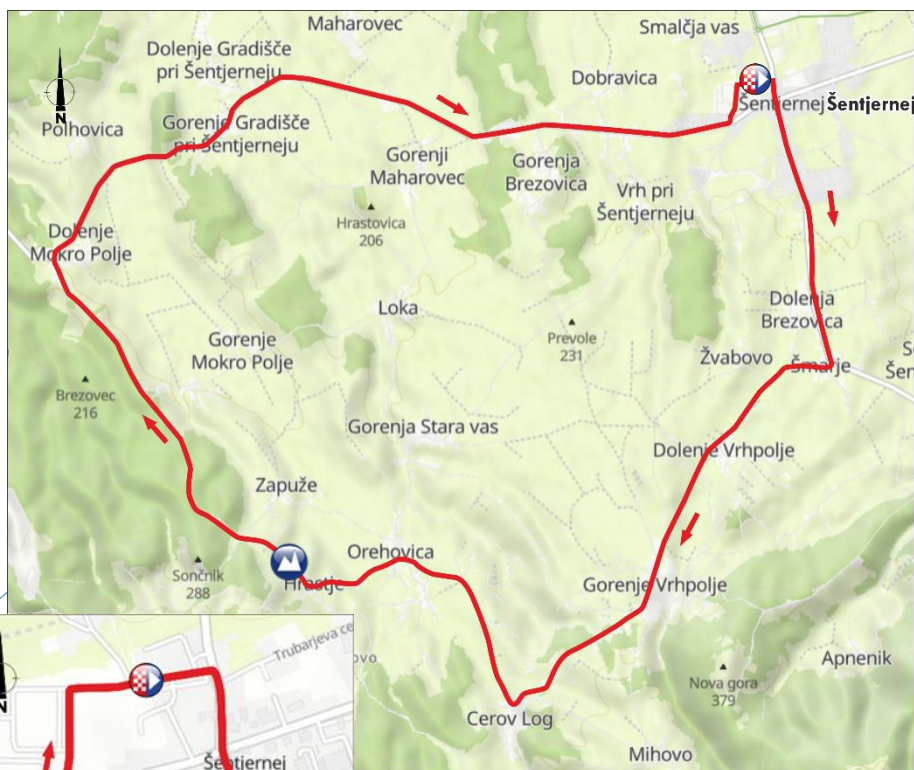 Maharovec
Smalčja vas
Dolenje Gradišče
pri Šentjerneju
Dobravica
Šentjernej Šentjernej
N
Polhovica
Gorenje Gradišče
pri Šentjerneju
Gorenji
Maharovec
Gorenja
Brezovica
Vrh pri
Šentjerneju
Hrastovica
206
Dolenje
Mokro Polje
Loka
Dolenja
Brezovica
Prevole
231
Gorenje
Mokro Polje
Žvabovo
Šmarje
Šen
Brezovec
216
Gorenja Stara vas
Dolenje Vrhpolje
Zapuže
Orehovica
Sončnik
288
Hrastje
Gorenje Vrhpolje
Trubarjeva ce
ovo
Apnenik
Nova gora
379
N
Cerov Log
Mihovo
Šentjernej